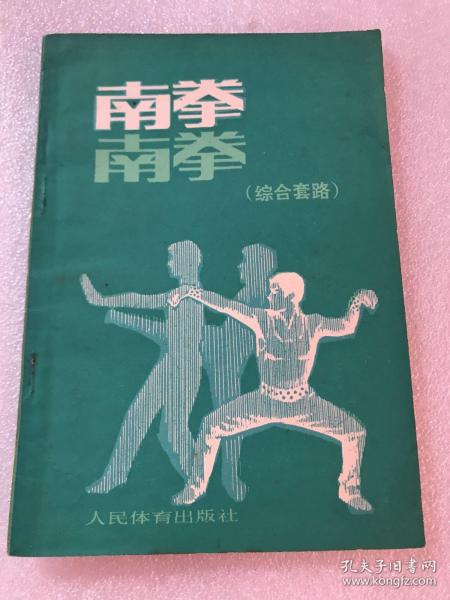 南拳
南拳
（综合套路）
人民体育出版社
孔夫子旧书网
www.kongfz.com